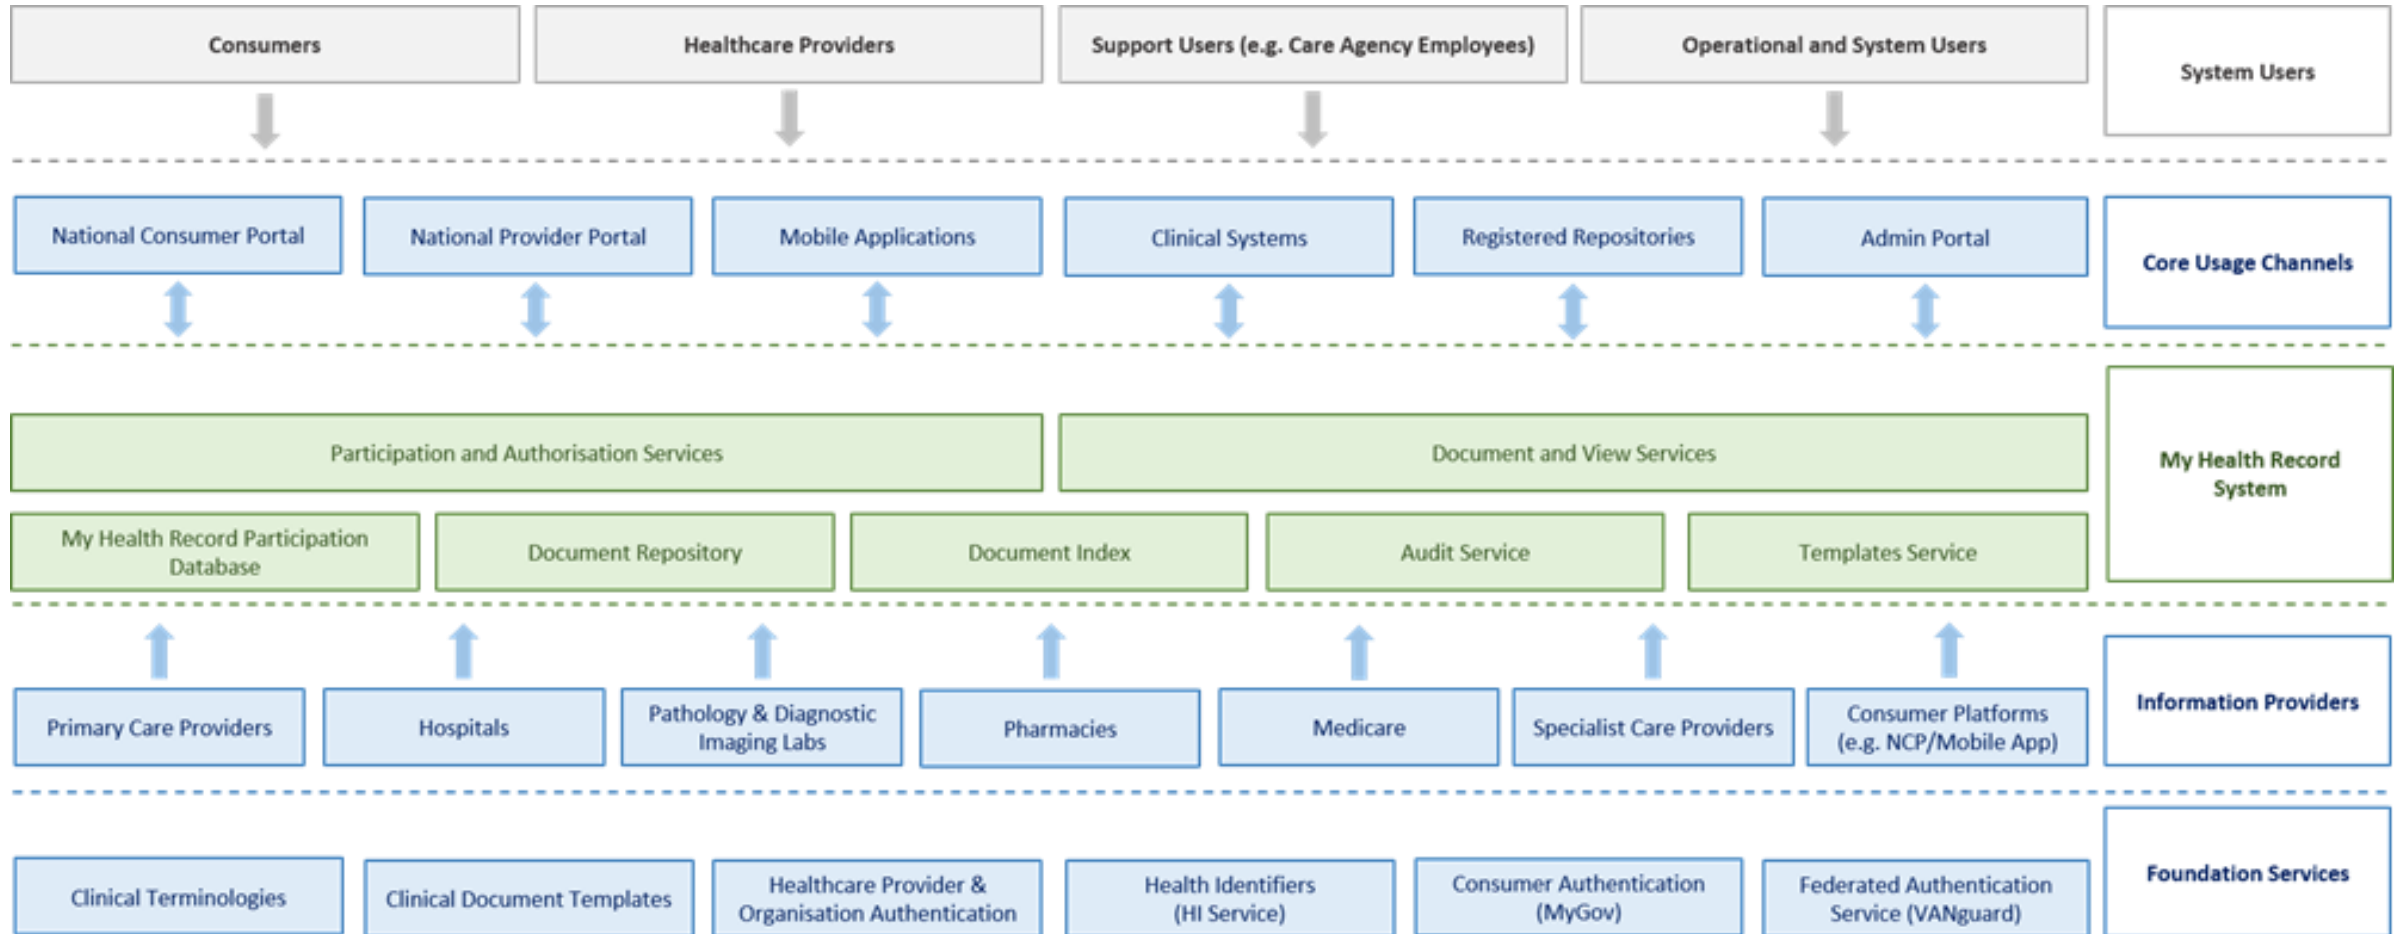 Consumers
Healthcare Providers
Support Users (e.g. Care Agency Employees)
Operational and System Users
System Users
National Consumer Portal
National Provider Portal
Mobile Applications
Clinical Systems
Registered Repositories
Admin Portal
Core Usage Channels
Participation and Authorisation Services
Document and View Services
My Health Record
System
My Health Record Participation
Database
Document Repository
Document Index
Audit Service
Templates Service
Primary Care Providers
Hospitals
Pathology & Diagnostic
Imaging Labs
Pharmacies
Medicare
Specialist Care Providers
Consumer Platforms
(e.g. NCP/Mobile App)
Information Providers
Clinical Terminologies
Clinical Document Templates
Healthcare Provider &
Organisation Authentication
Health Identifiers
(HI Service)
Consumer Authentication
(MyGov)
Federated Authentication
Service (VANguard)
Foundation Services